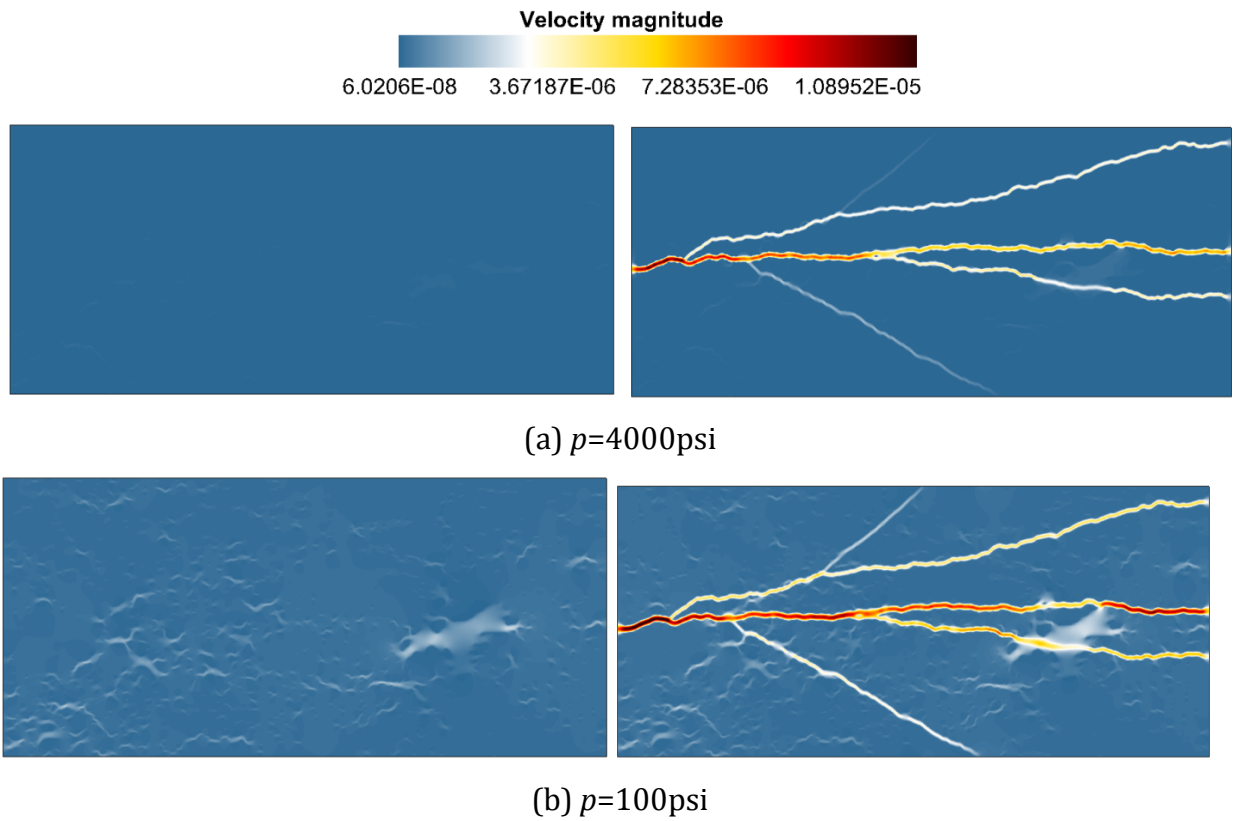 Velocity magnitude
6.0206E-08 3.67187E-06 7.28353E-06 1.08952E-05
(a) p=4000psi
(b) p=100psi